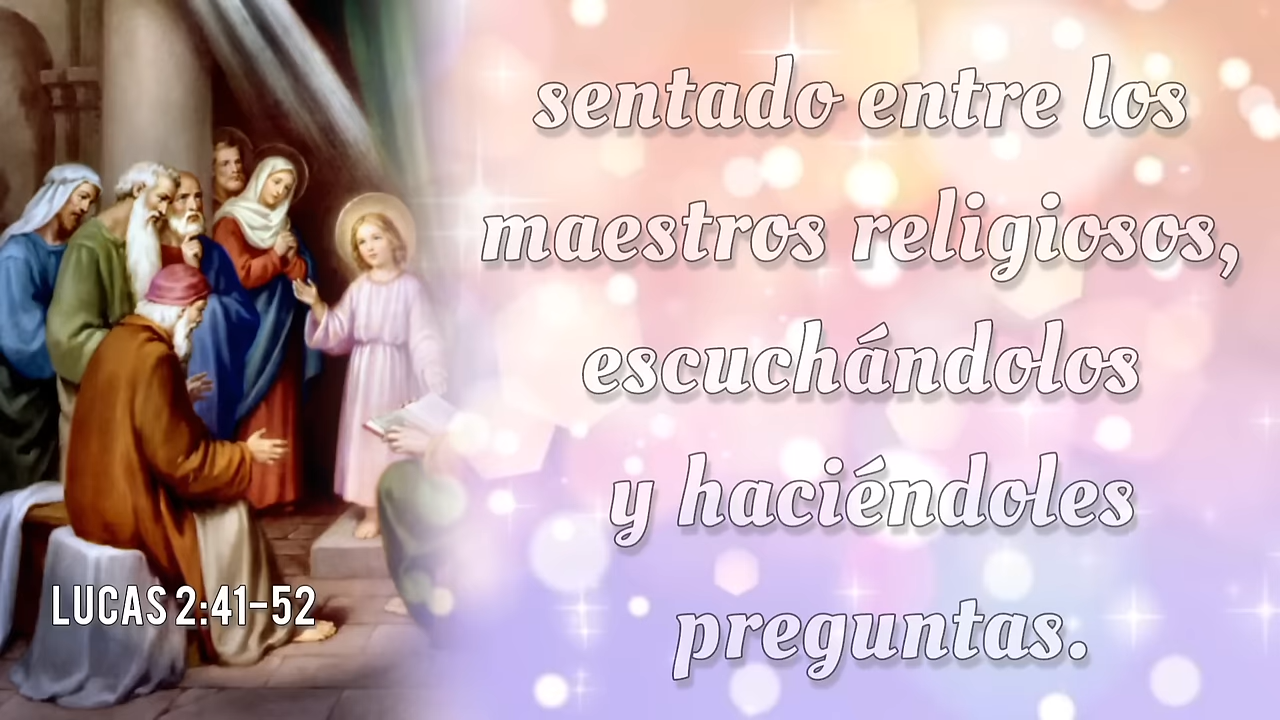 sentado entre los
maestros religiosos,
escuchándolos
y haciéndoles
preguntas.
LUCAS 2:41-52